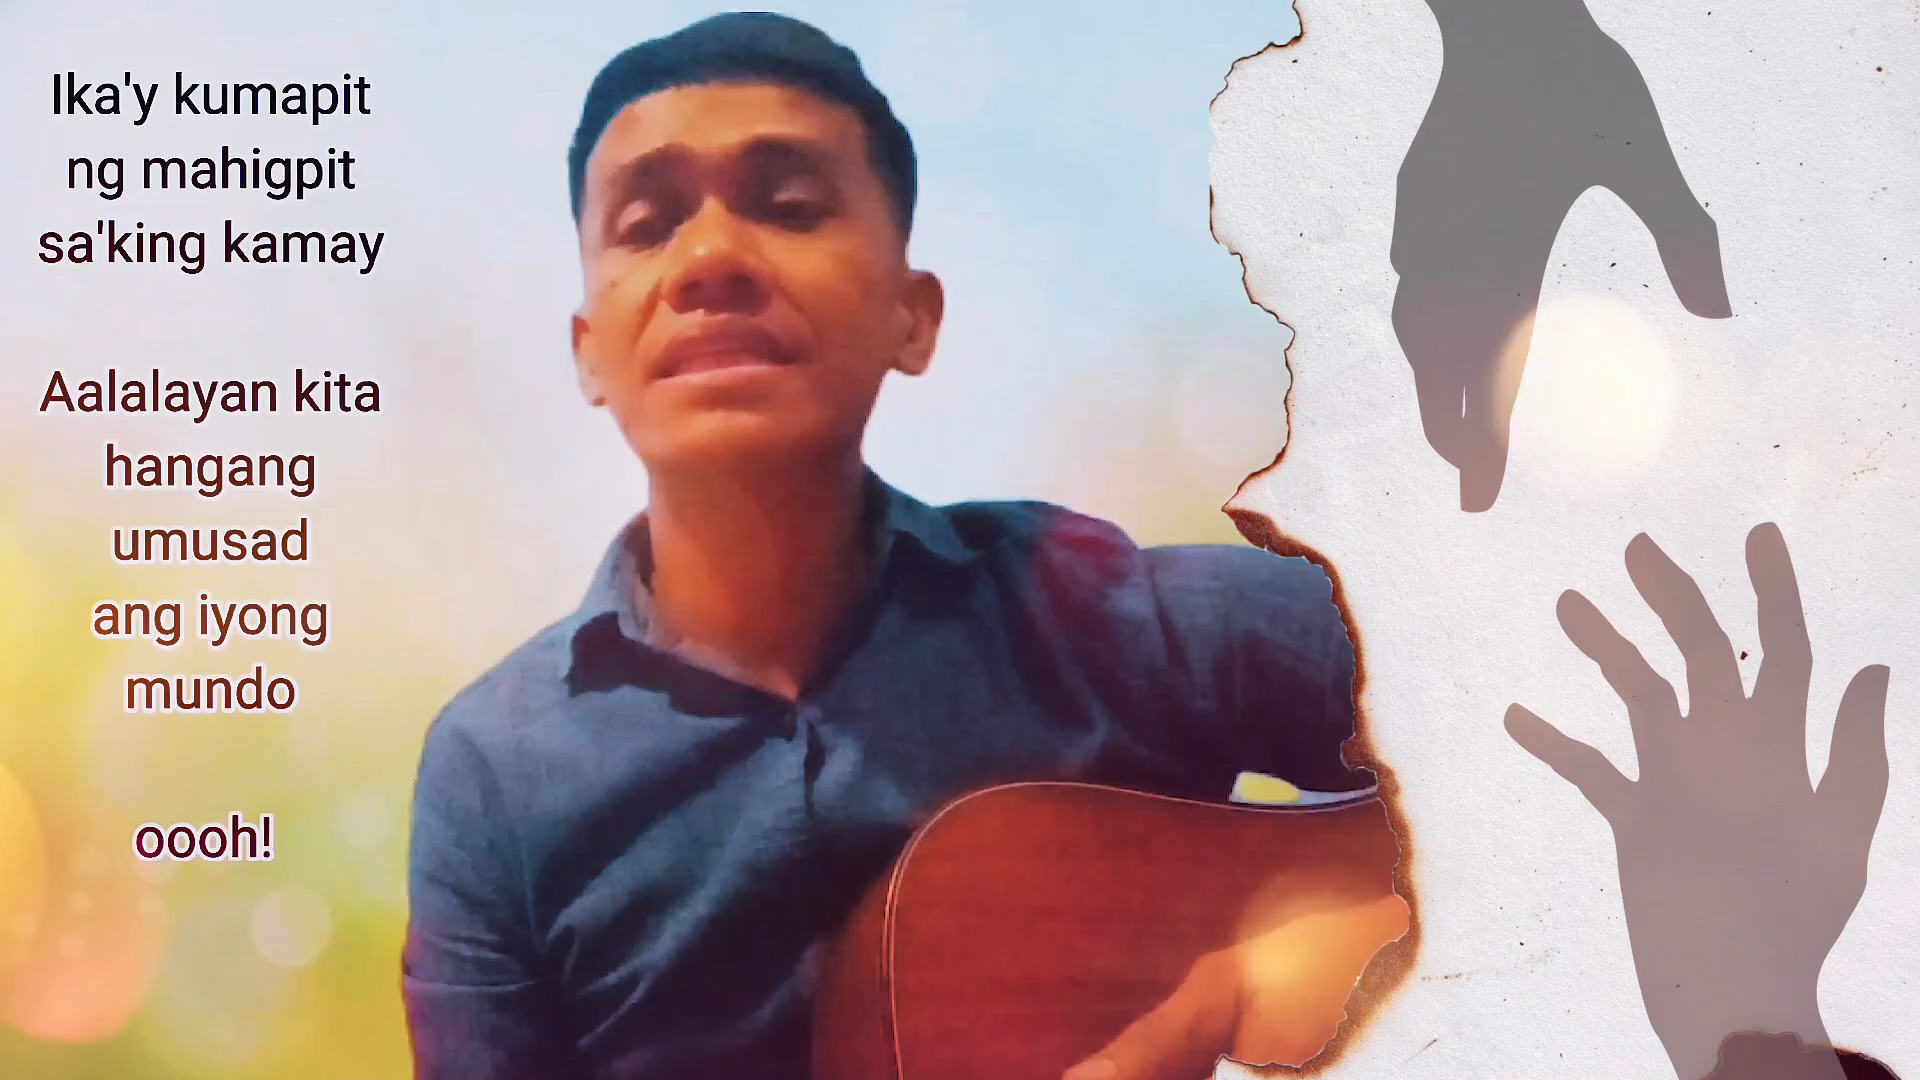 Ika'y kumapit
ng mahigpit
sa'king kamay
Aalalayan kita
hangang
umusad
ang iyong
mundo
oooh!